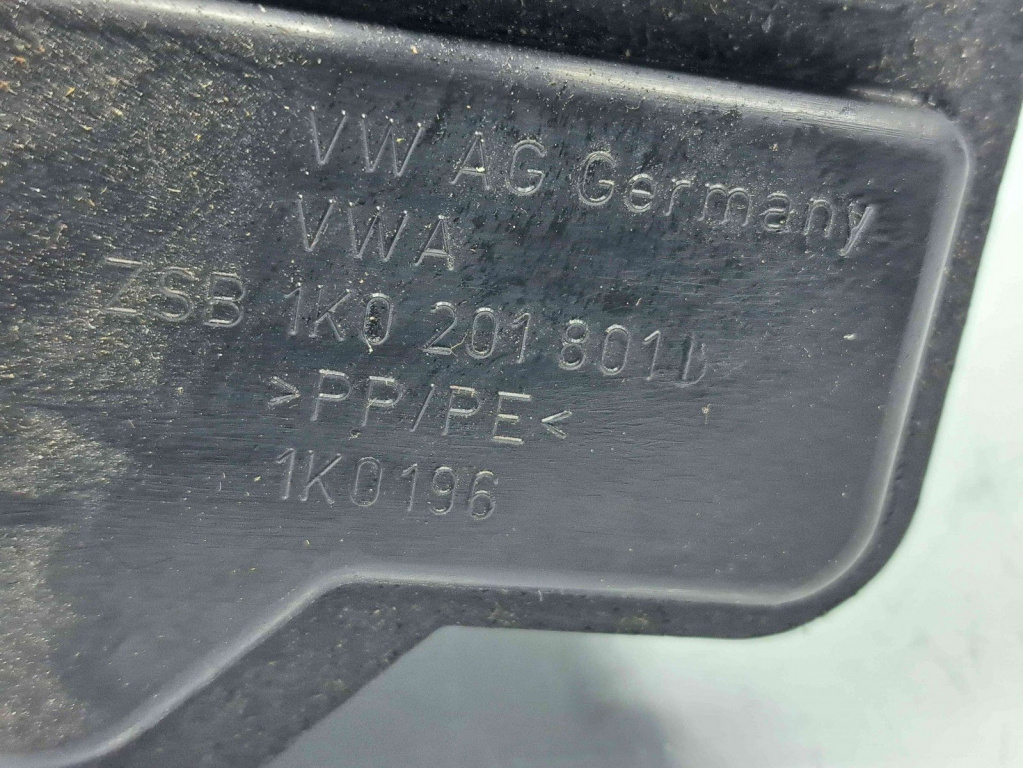 VW AG Germany
VWA
ZSB 1K0 201 801
>PP/PE<
1K0196